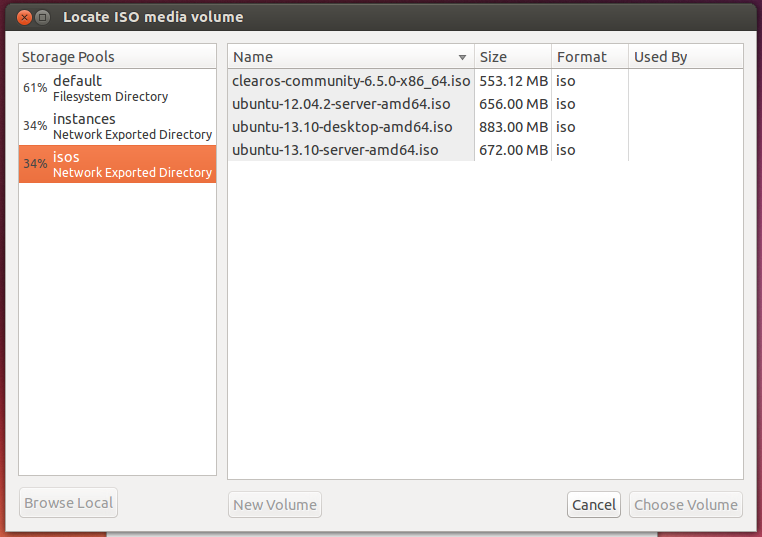 Locate ISO media volume
Storage Pools
61% default
Filesystem Directory
34% instances
Network Exported Directory
34% isos
Network Exported Directory
Name Size Format Used By
clearos-community-6.5.0-x86_64.iso 553.12 MB iso
ubuntu-12.04.2-server-amd64.iso 656.00 MB iso
ubuntu-13.10-desktop-amd64.iso 883.00 MB iso
ubuntu-13.10-server-amd64.iso 672.00 MB iso
Browse Local New Volume Cancel Choose Volume